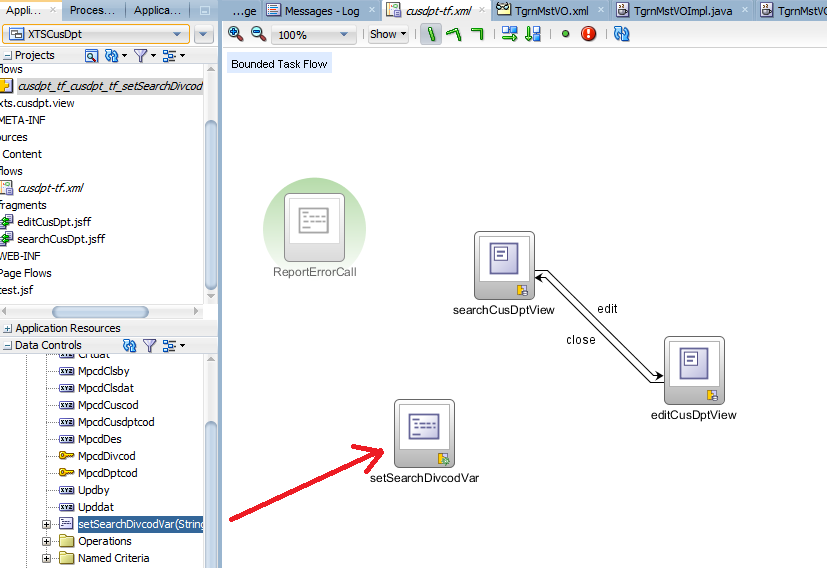 Appli...
Proces...
Applica...
...ge
Messages - Log
cusdpt-tf.xml
TgrnMstVO.xml
TgrnMstVOImpl.java
TgrnMstVO
XTSCusDpt
100%
Show
Projects
Bounded Task Flow
flows
cusdpt_tf_cusdpt_tf_setSearchDivcod
xts.cusdpt.view
META-INF
ources
Content
flows
cusdpt-tf.xml
fragments
editCusDpt.jsff
searchCusDpt.jsff
WEB-INF
Page Flows
test.jsf
Application Resources
Data Controls
Crtdat
MpcdClsby
MpcdClsdat
MpcdCuscod
MpcdCusdptcod
MpcdDes
MpcdDivcod
MpcdDptcod
Updby
Upddat
setSearchDivcodVar(String
Operations
Named Criteria
ReportErrorCall
searchCusDptView
edit
close
editCusDptView
setSearchDivcodVar